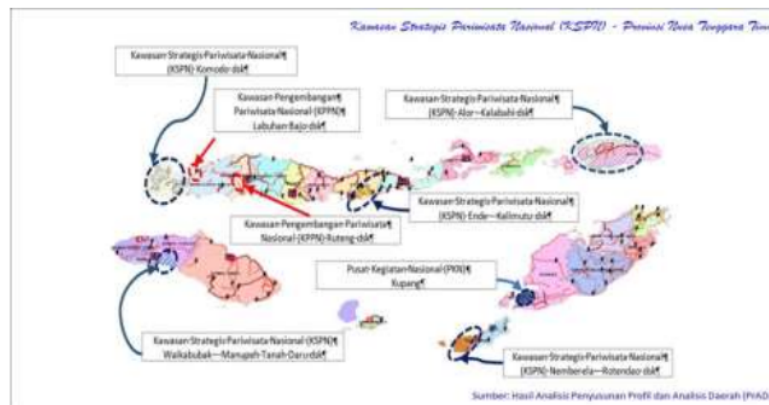 Kawasan Strategis Pariwisata Nasional (KSPN) - Provinsi Nusa Tenggara Timu
Kawasan·Strategis·Pariwisata·Nasional¶
(KSPN)·Komodo·dsk¶
Kawasan·Pengembangan¶
Pariwisata·Nasional·(KPPN)¶
Labuhan·Bajo·dsk¶
Kawasan·Strategis·Pariwisata·Nasional¶
(KSPN)·Alor—Kalabahi·dsk¶
Kawasan·Strategis·Pariwisata·Nasional¶
(KSPN)·Ende—Kelimutu·dsk¶
Kawasan·Pengembangan·Pariwisata¶
Nasional·(KPPN)·Ruteng·dsk¶
Pusat·Kegiatan·Nasional·(PKN)¶
Kupang¶
Kawasan·Strategis·Pariwisata·Nasional·(KSPN)¶
Waikabubak—Manupeh·Tanah·Daru·dsk¶
Kawasan·Strategis·Pariwisata·Nasional¶
(KSPN)·Nemberela—Rotendao·dsk¶
Sumber: Hasil Analisis Penyusunan Profil dan Analisis Daerah (PrAD